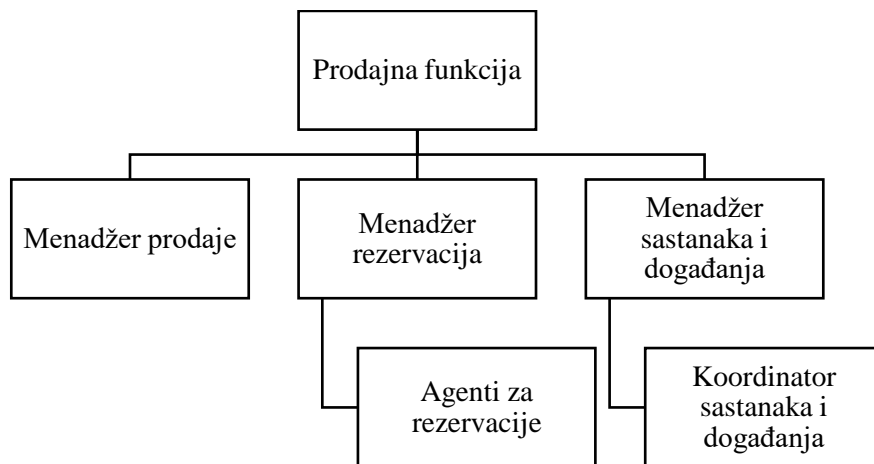 Prodajna funkcija
Menadžer prodaje
Menadžer
rezervacija
Menadžer
sastanaka i
događanja
Agenti za
rezervacije
Koordinator
sastanaka i
događanja